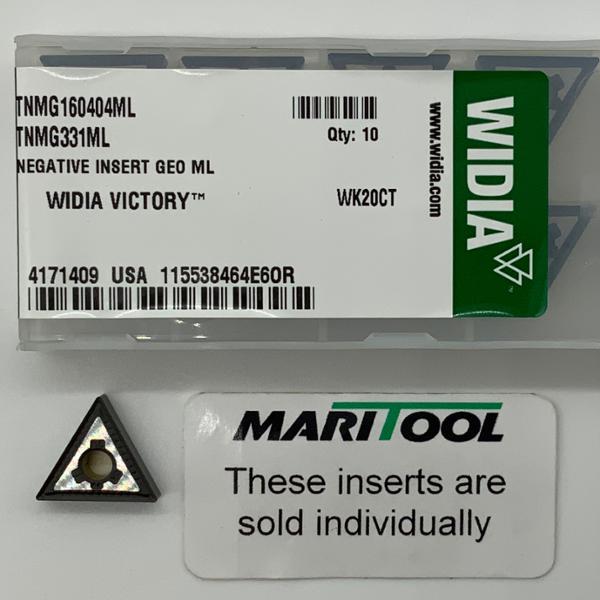 TNMG160404ML
TNMG331ML
Qty: 10
NEGATIVE INSERT GEO ML
WIDIA VICTORY™
WK20CT
4171409 USA 115538464E6OR
www.widia.com
WIDIA
MARITOOL
These inserts are
sold individually